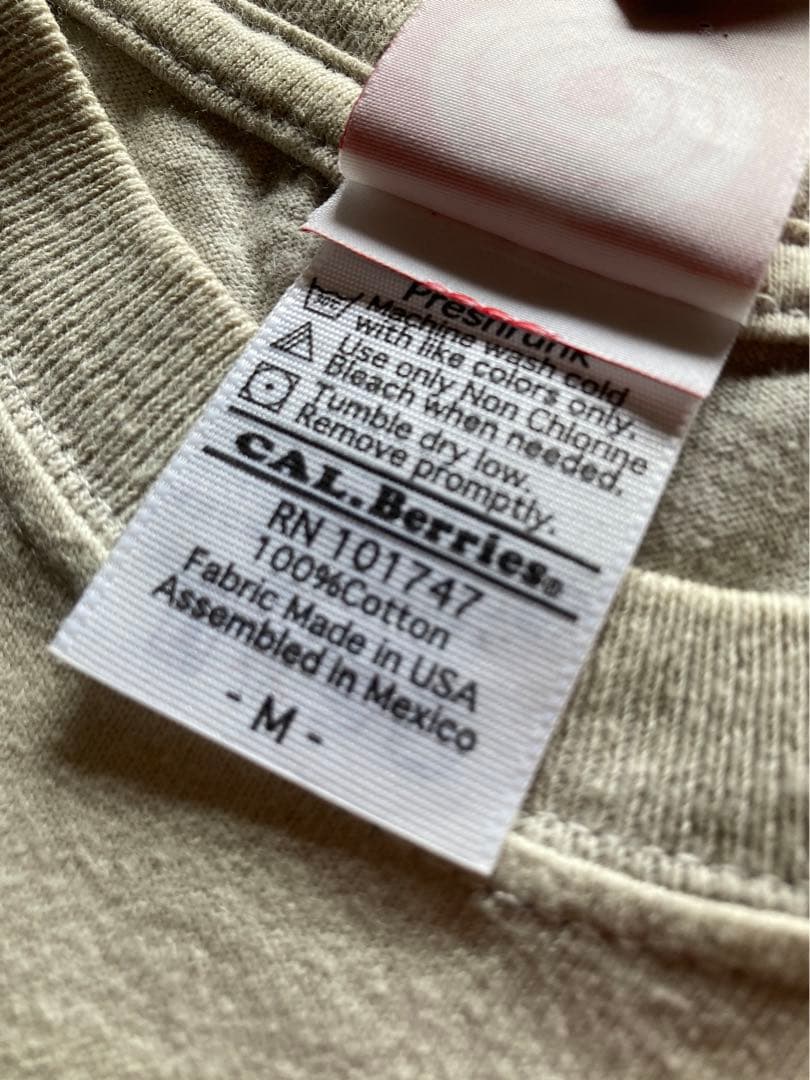 Preshrunk
Machine wash cold
with like colors only.
Use only Non Chlorine
Bleach when needed.
Tumble dry low.
Remove promptly.
CAL.Berries®
RN 101747
100%Cotton
Fabric Made in USA
Assembled in Mexico
- M -